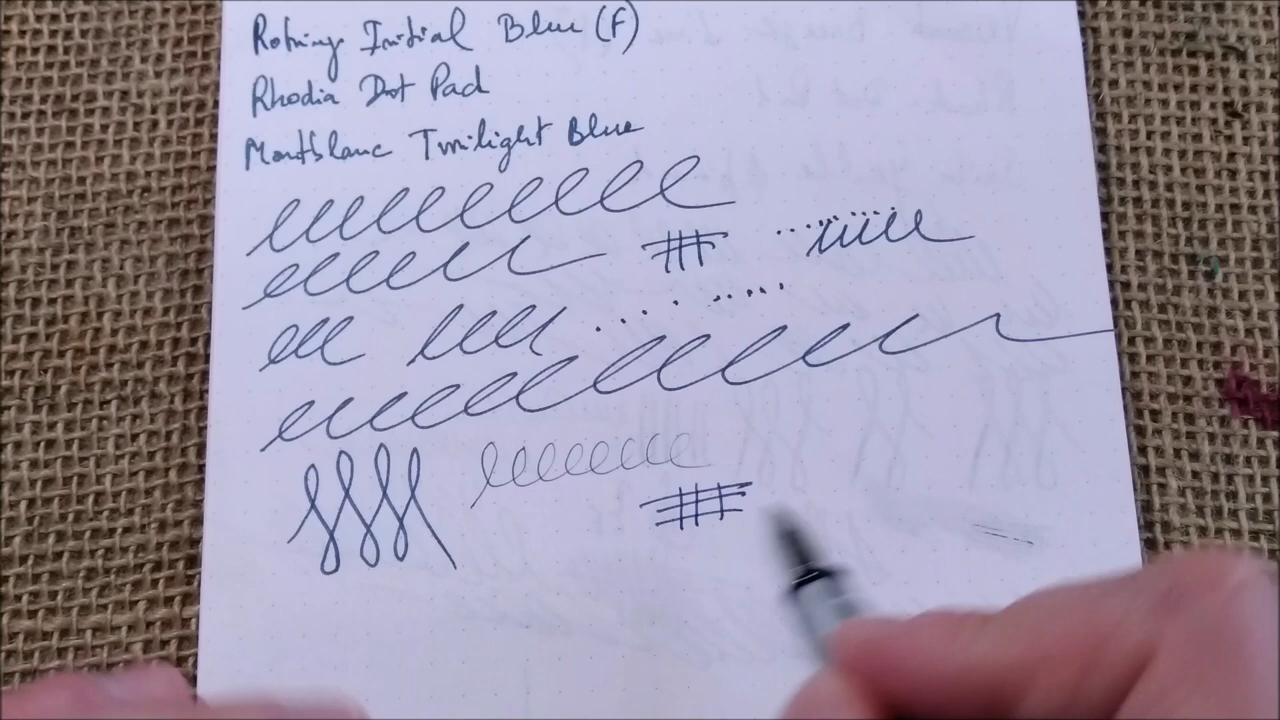 Rotring Initial Blue (F)
Rhodia Dot Pad
Montblanc Twilight Blue